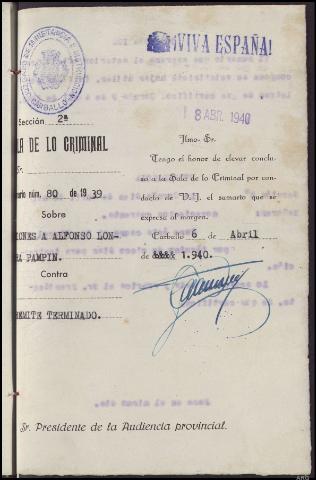 ¡VIVA ESPAÑA!
8 ABR. 1940
Sección 2ª
LA DE LO CRIMINAL
Sr.
ario núm. 80 de 1939
Sobre
IONES A ALFONSO LON-
PAMPIN.
Contra
REMITE TERMINADO.
Ilmo. Sr.
Tengo el honor de elevar conclu-
so a la Sala de lo Criminal por con-
ducto de V. I. el sumario que se
expresa al margen.
Carballo 6 de Abril
de 1.940.
Sr. Presidente de la Audiencia provincial.